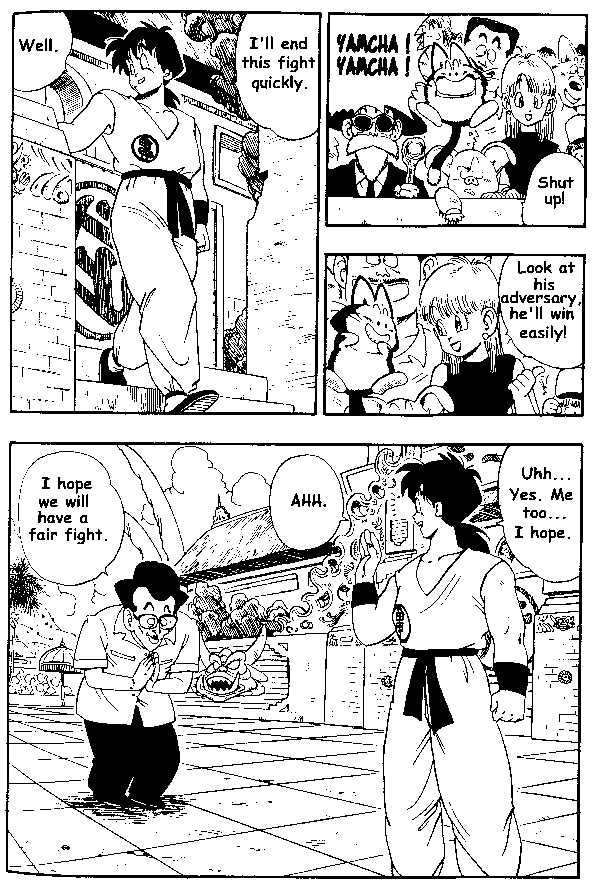 Well.
I'll end
this fight
quickly.
YAMCHA!
YAMCHA!
Shut
up!
Look at
his
adversary,
he'll win
easily!
I hope
we will
have a
fair fight.
AHH.
Uhh...
Yes. Me
too...
I hope.